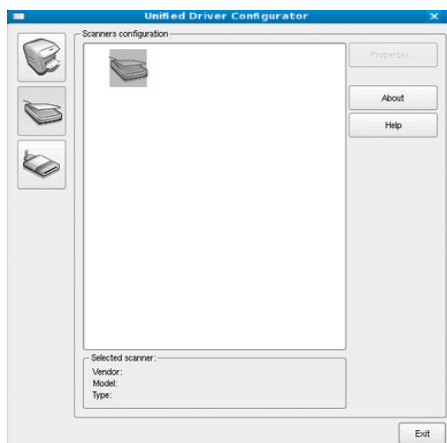 Unified Driver Configurator
Scanners configuration
Properties...
About
Help
Selected scanner:
Vendor:
Model:
Type:
Exit